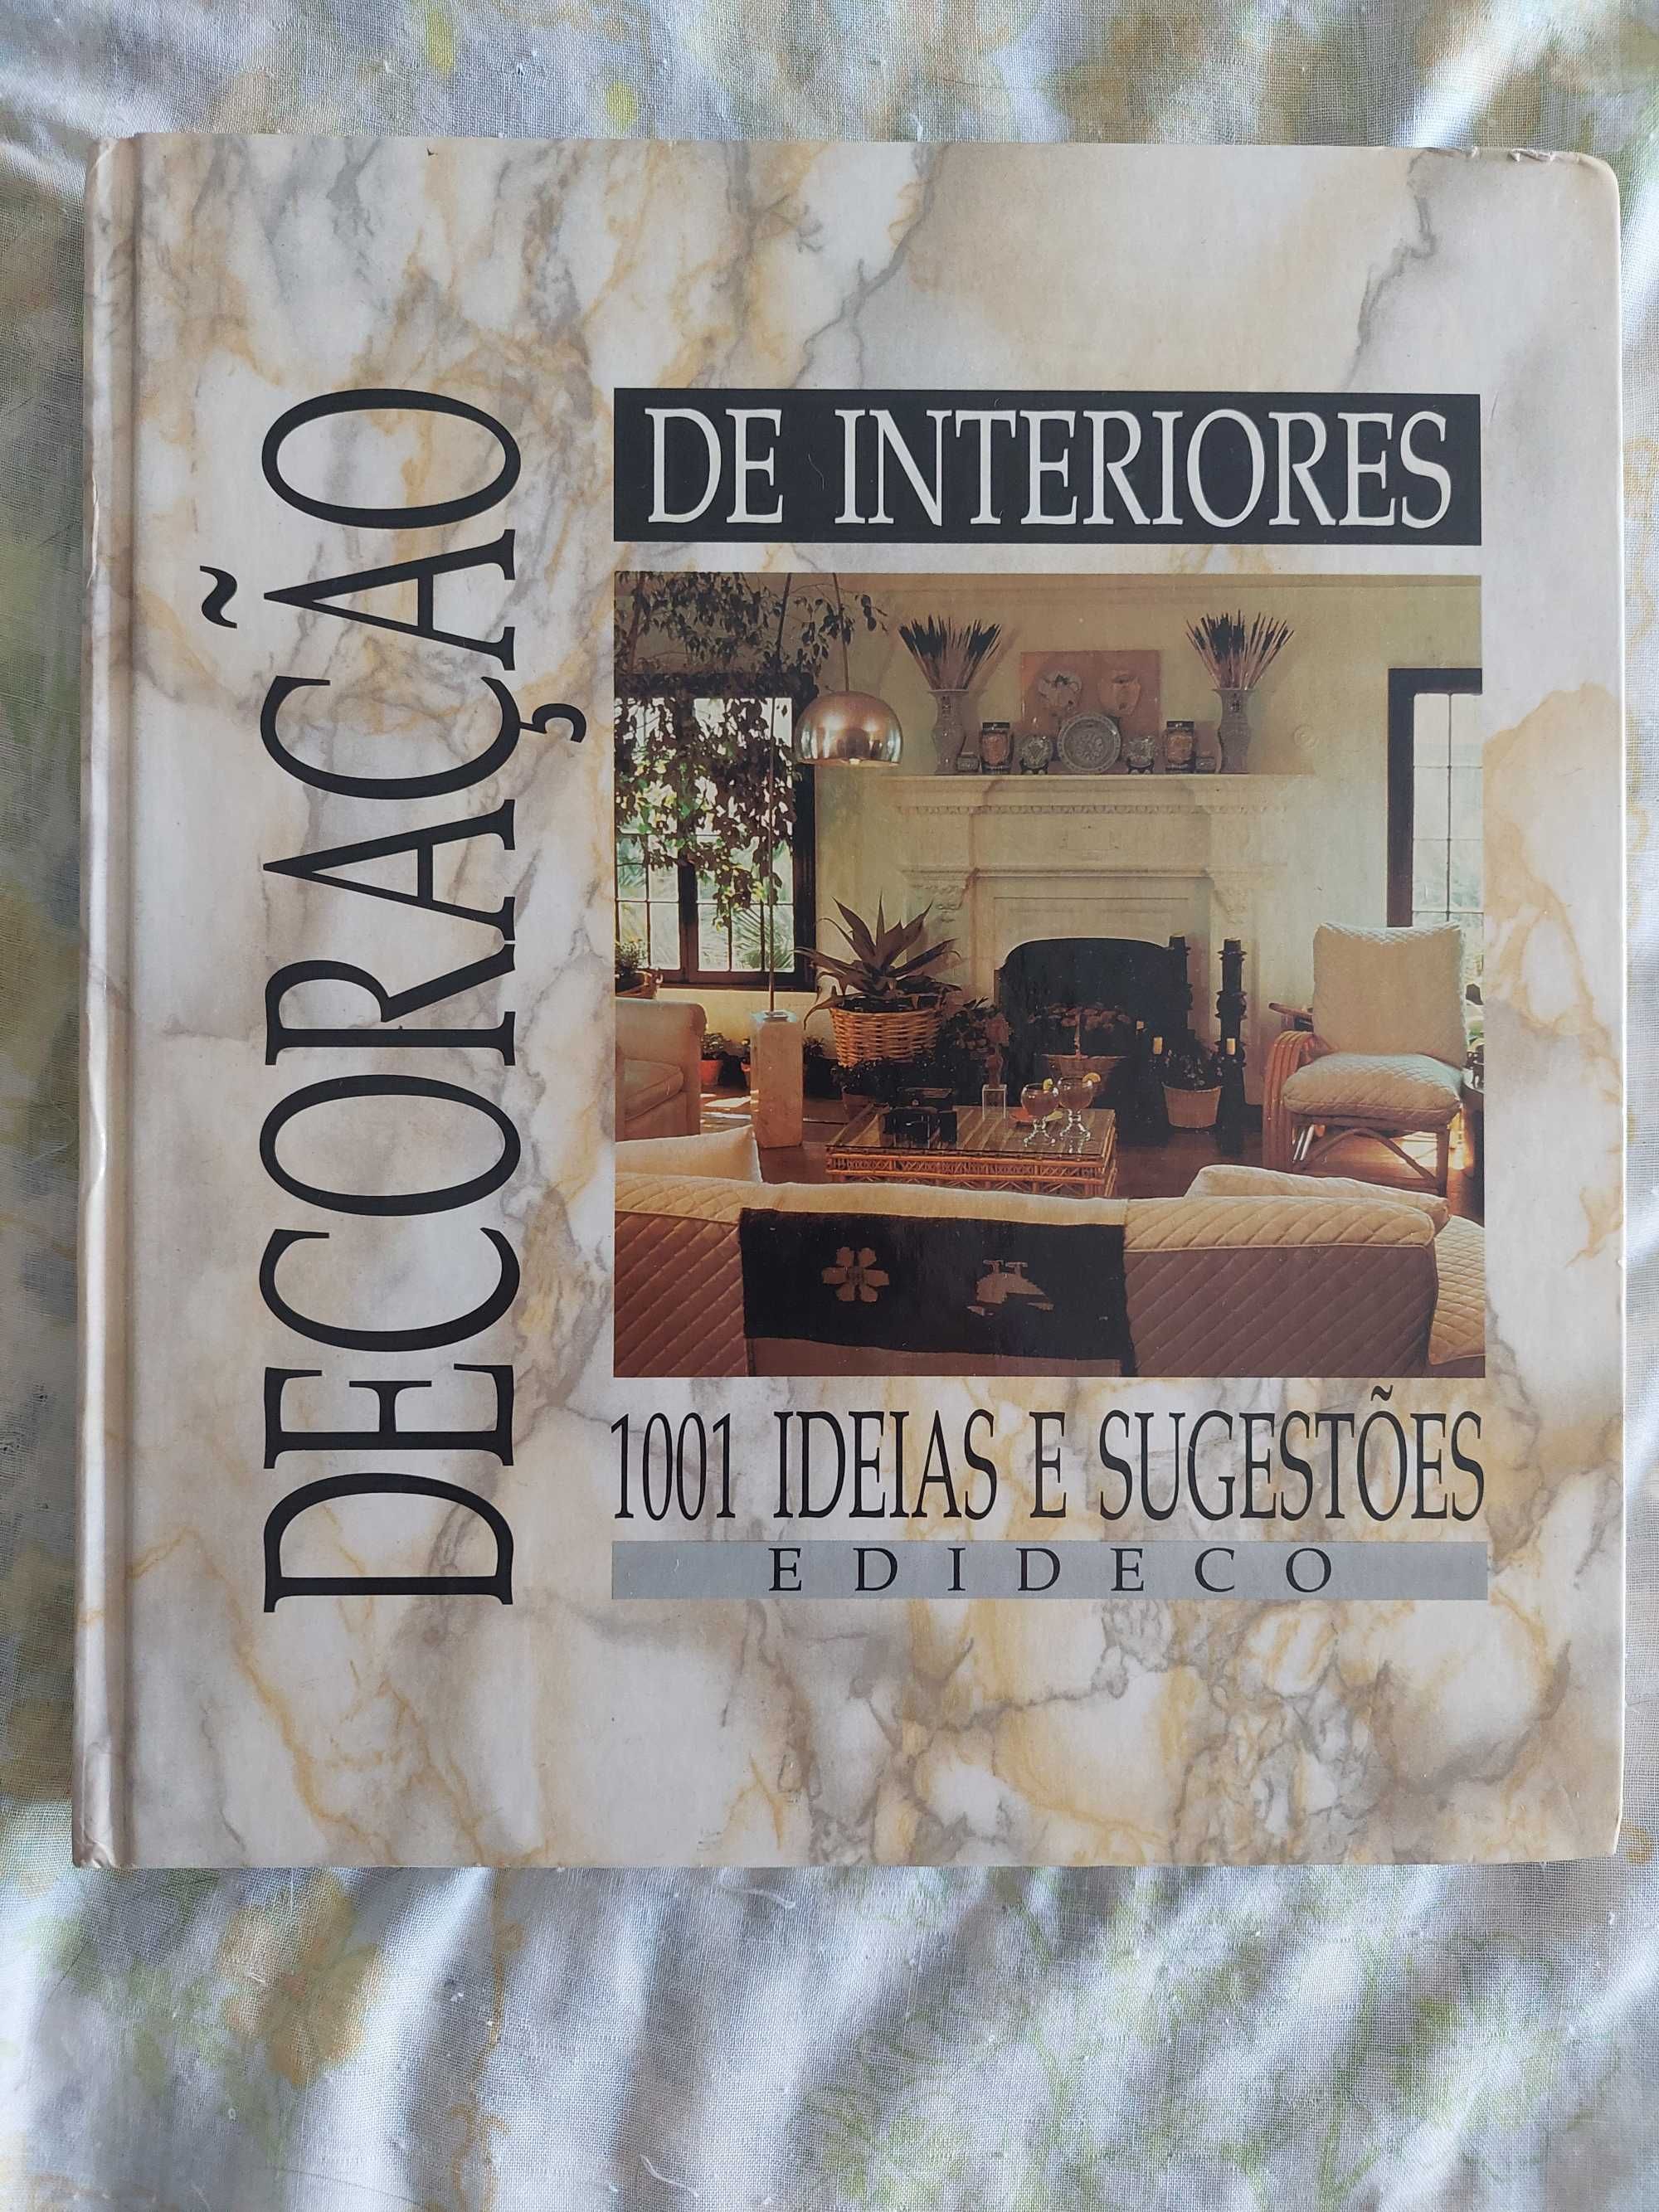 DECORAÇÃO
DE INTERIORES
1001 IDEIAS E SUGESTÕES
EDIDECO